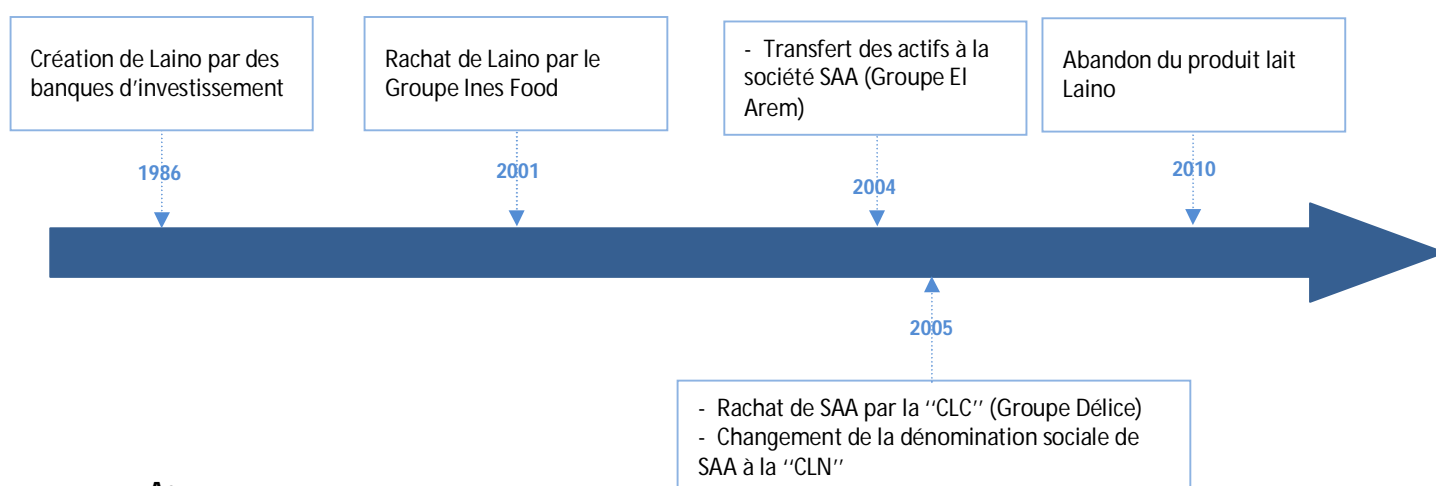 Création de Laino par des
banques d'investissement
Rachat de Laino par le
Groupe Ines Food
- Transfert des actifs à la
société SAA (Groupe El
Arem)
Abandon du produit lait
Laino
1986
2001
2004
2010
2005
- Rachat de SAA par la ‘‘CLC’’ (Groupe Délice)
- Changement de la dénomination sociale de
SAA à la ‘‘CLN’’